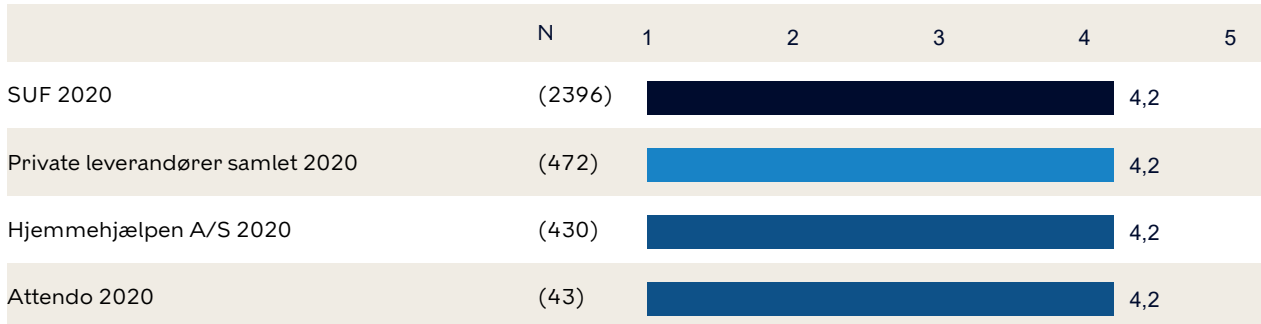 N 1 2 3 4 5
SUF 2020 (2396) 4,2
Private leverandører samlet 2020 (472) 4,2
Hjemmehjælpen A/S 2020 (430) 4,2
Attendo 2020 (43) 4,2